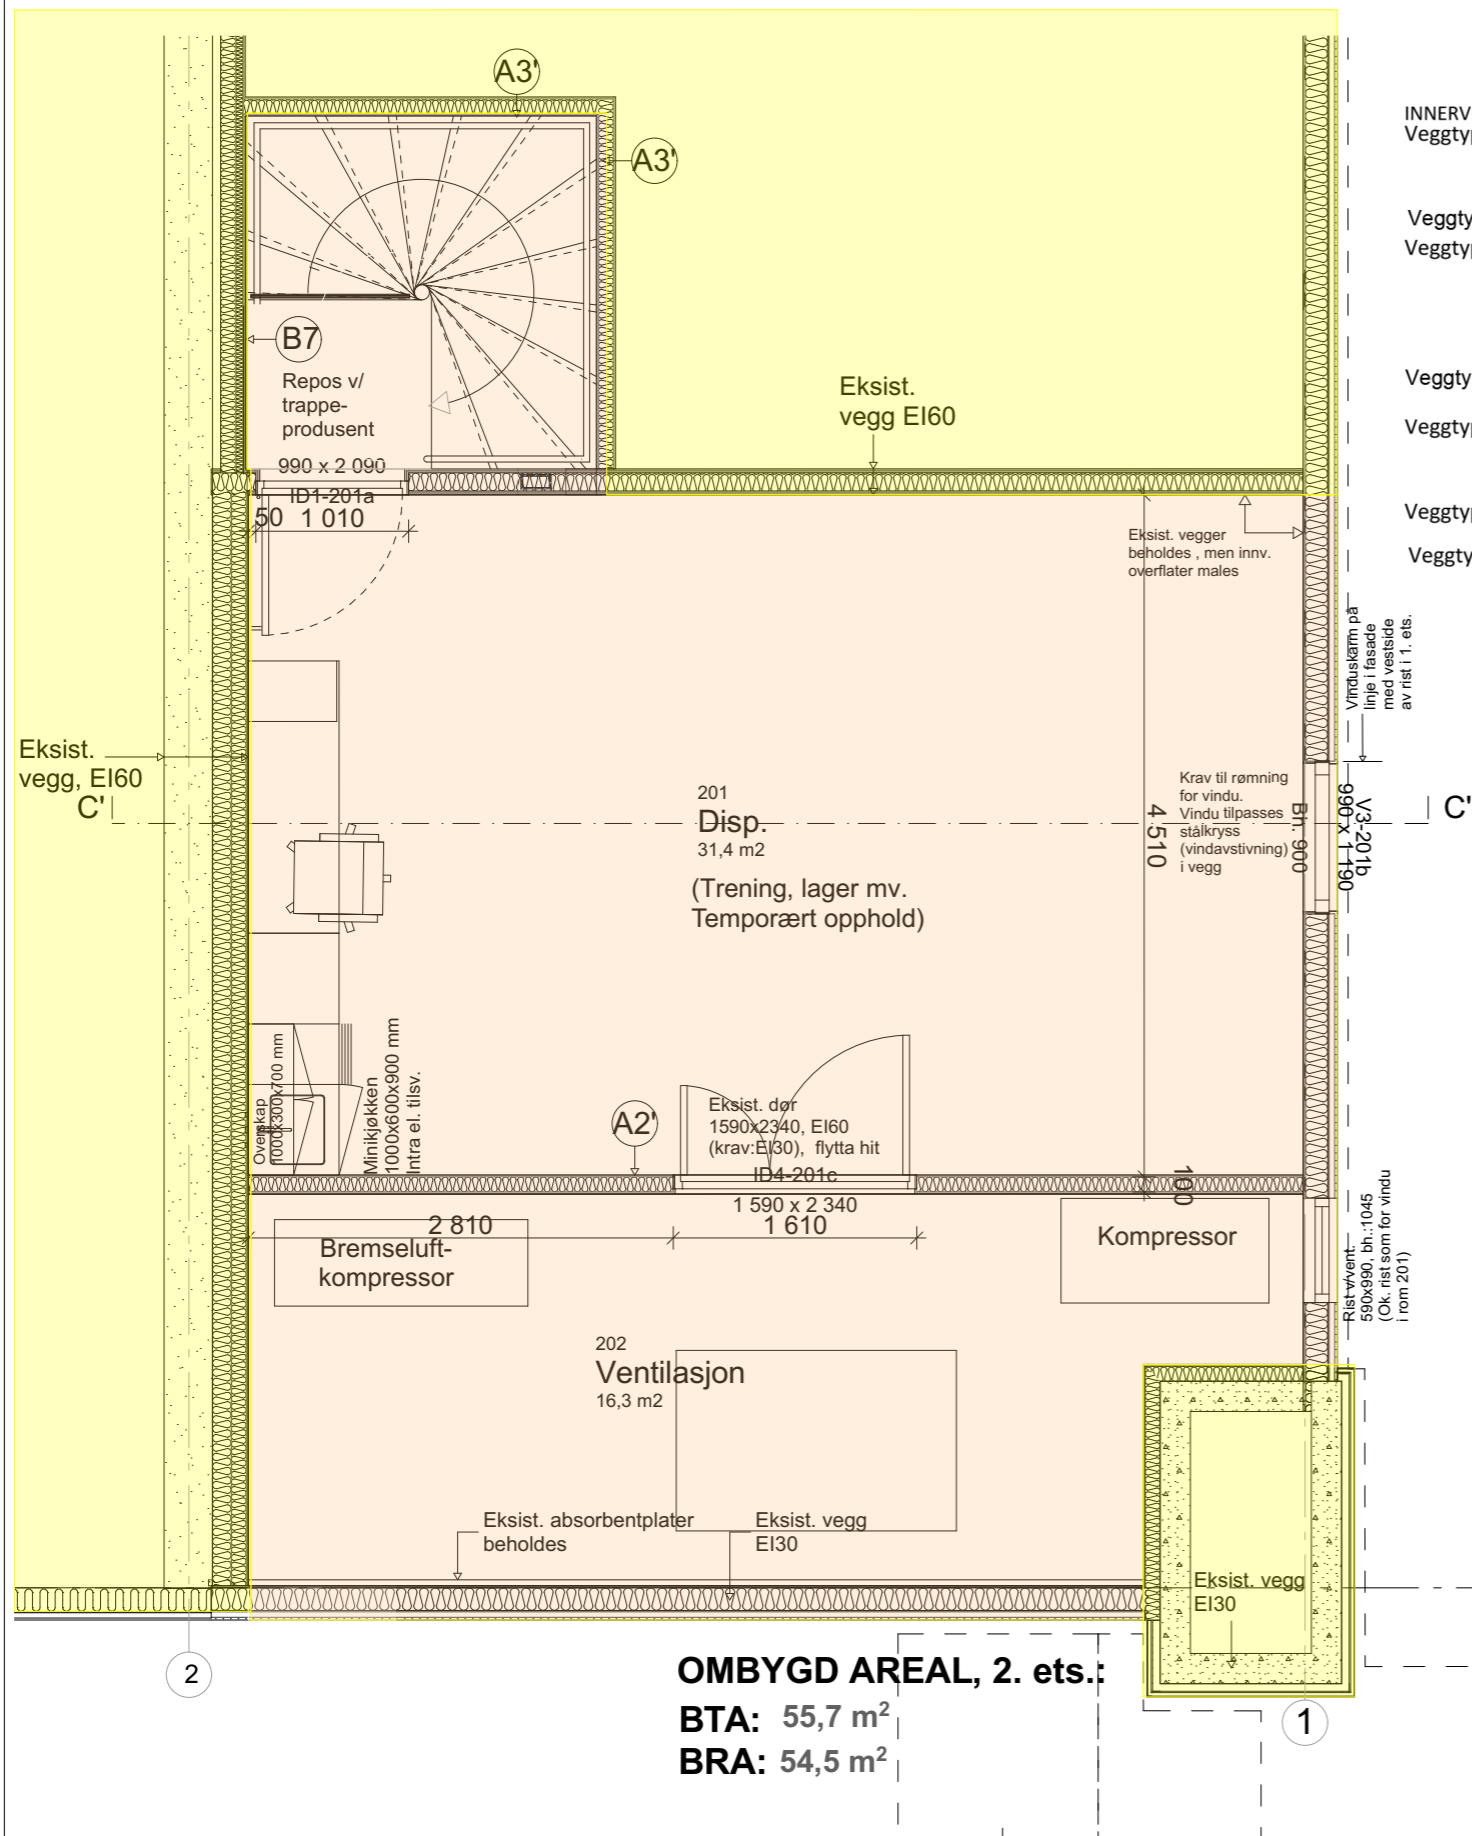 A3'
INNERV
Veggtyp
A3'
Veggty
Veggtyp
B7
Repos v/
trappe-
produsent
Eksist.
vegg EI60
Veggty
Veggtyp
990 x 2 090
ID1-201a
50 1 010
Veggtyp
Veggty
Eksist. vegger
beholdes , men innv.
overflater males
Vinduskarm på
linje i fasade
med vestside
av rist i 1. ets.
Eksist.
vegg, EI60
C'
201
Disp.
31,4 m2
(Trening, lager mv.
Temporært opphold)
4 510
Krav til rømning
for vindu.
Vindu tilpasses
stålkryss
(vindavstivning)
i vegg
Bh. 900
990 x 1 190
V3-201b
C'
Overskap
1000x300x700 mm
Minikjøkken
1000x600x900 mm
Intra el. tilsv.
A2'
Eksist. dør
1590x2340, EI60
(krav:EI30), flytta hit
ID4-201c
1 590 x 2 340
2 810
1 610
100
Bremseluft-
kompressor
Kompressor
Rist v/vent.
590x990, bh.:1045
(Ok. rist som for vindu
i rom 201)
202
Ventilasjon
16,3 m2
Eksist. absorbentplater
beholdes
Eksist. vegg
EI30
Eksist. vegg
EI30
2
OMBYGD AREAL, 2. ets.:
BTA: 55,7 m²
BRA: 54,5 m²
1